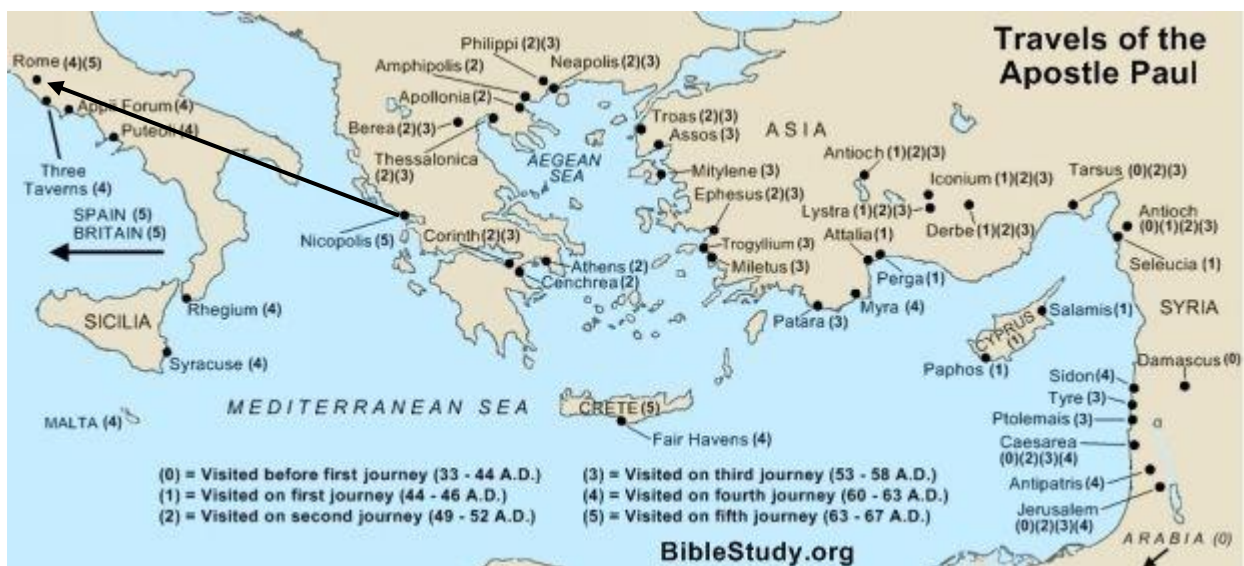 Travels of the
Apostle Paul
Philippi (2)(3)
Neapolis (2)(3)
Amphipolis (2)
Rome (4)(5)
Apollonia (2)
Appii Forum (4)
Berea (2)(3)
Puteoli (4)
Thessalonica
(2)(3)
Three
Taverns (4)
AEGEAN
SEA
Troas (2)(3)
Assos (3)
ASIA
Mitylene (3)
Antioch (1)(2)(3)
Iconium (1)(2)(3)
Tarsus (0)(2)(3)
Ephesus (2)(3)
Lystra (1)(2)(3)
Derbe (1)(2)(3)
Antioch
(0)(1)(2)(3)
SPAIN (5)
BRITAIN (5)
Nicopolis (5)
Corinth (2)(3)
Athens (2)
Cenchrea (2)
Trogyllium (3)
Miletus (3)
Attalia (1)
Perga (1)
Seleucia (1)
Rhegium (4)
SICILIA
Syracuse (4)
Patara (3)
Myra (4)
Salamis (1)
CYPRUS
(1)
Paphos (1)
SYRIA
Damascus (0)
MALTA (4)
MEDITERRANEAN SEA
CRETE (5)
Fair Havens (4)
Sidon (4)
Tyre (3)
Ptolemais (3)
Caesarea
(0)(2)(3)(4)
Antipatris (4)
Jerusalem
(0)(2)(3)(4)
ARABIA (0)
(0) = Visited before first journey (33 - 44 A.D.)
(1) = Visited on first journey (44 - 46 A.D.)
(2) = Visited on second journey (49 - 52 A.D.)
(3) = Visited on third journey (53 - 58 A.D.)
(4) = Visited on fourth journey (60 - 63 A.D.)
(5) = Visited on fifth journey (63 - 67 A.D.)
BibleStudy.org